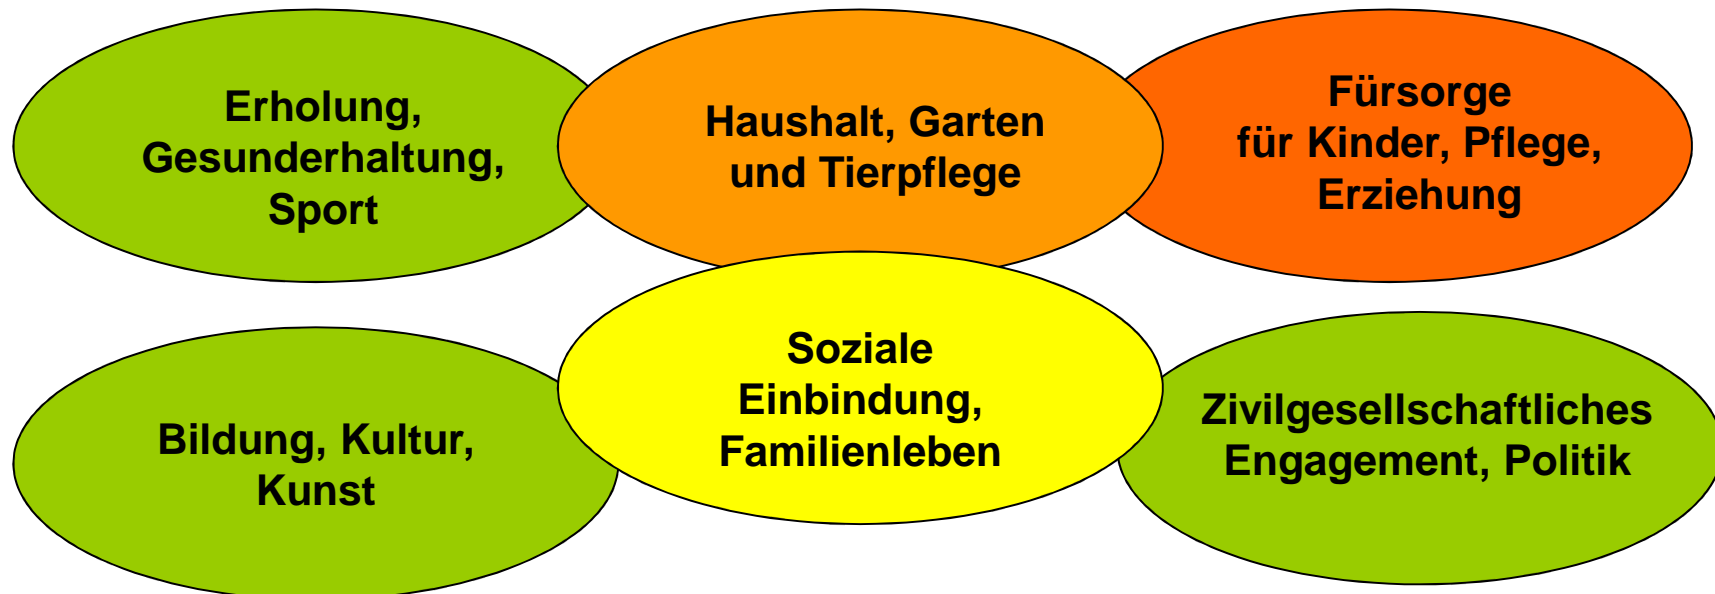 Erholung,
Gesunderhaltung,
Sport
Haushalt, Garten
und Tierpflege
Fürsorge
für Kinder, Pflege,
Erziehung
Bildung, Kultur,
Kunst
Soziale
Einbindung,
Familienleben
Zivilgesellschaftliches
Engagement, Politik